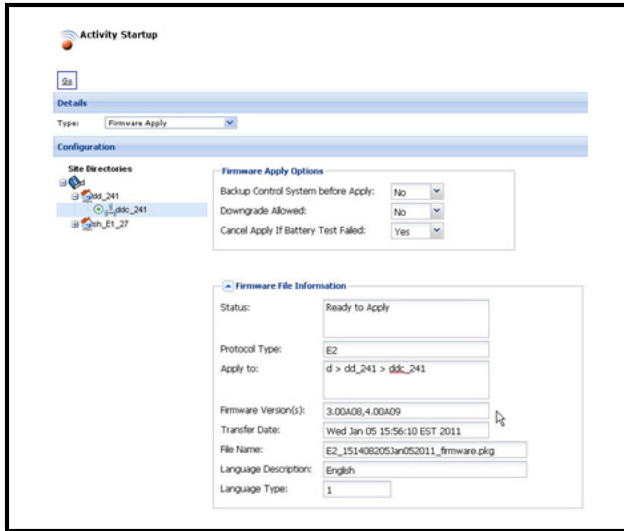 Activity Startup
Go
Details
Type: Firmware Apply
Configuration
Site Directories
d
dd_241
ddc_241
sh_E1_27
Firmware Apply Options
Backup Control System before Apply: No
Downgrade Allowed: No
Cancel Apply If Battery Test Failed: Yes
Firmware File Information
Status: Ready to Apply
Protocol Type: E2
Apply to: d > dd_241 > ddc_241
Firmware Version(s): 3.00A08,4.00A09
Transfer Date: Wed Jan 05 15:56:10 EST 2011
File Name: E2_151408205Jan052011_firmware.pkg
Language Description: English
Language Type: 1